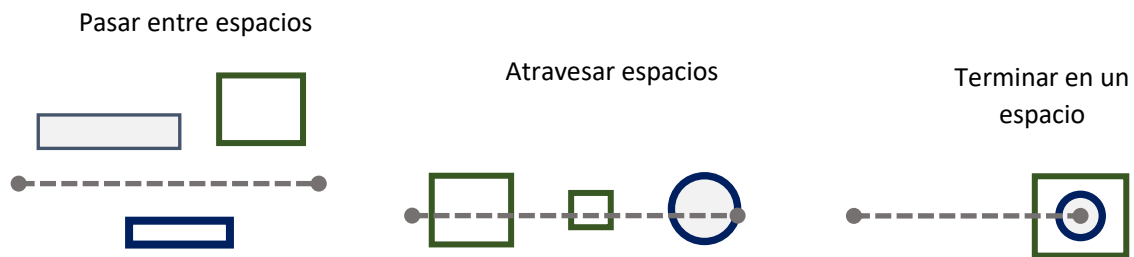 Pasar entre espacios
Atravesar espacios
Terminar en un
espacio